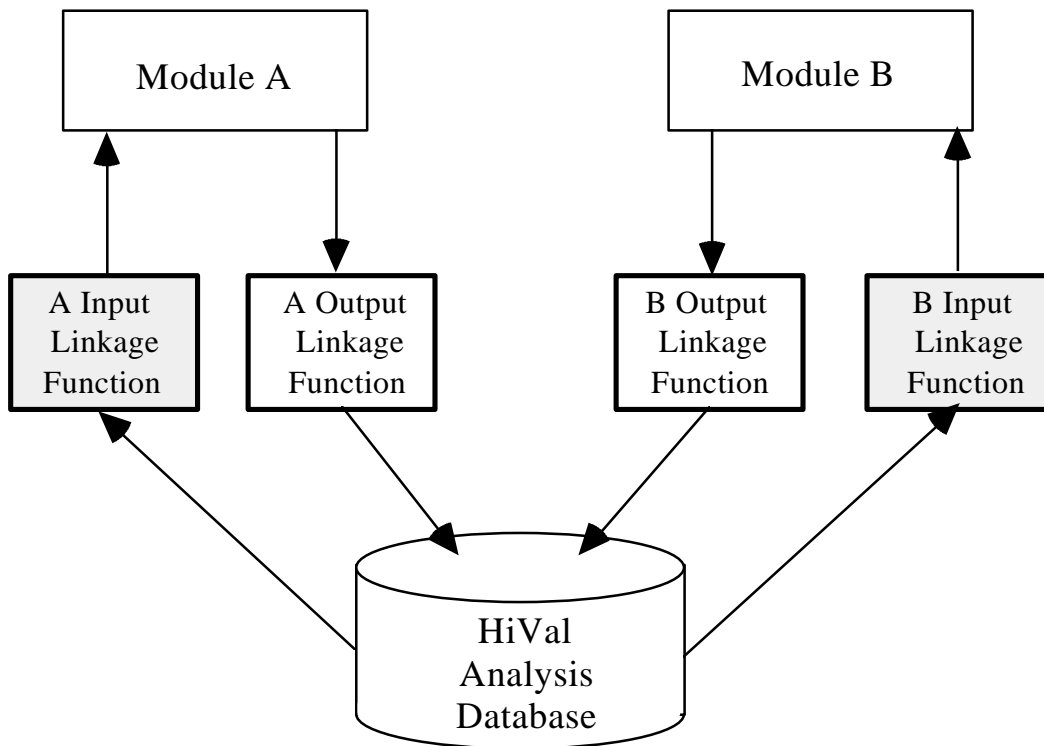 Module A
Module B
A Input
Linkage
Function
A Output
Linkage
Function
B Output
Linkage
Function
B Input
Linkage
Function
HiVal
Analysis
Database